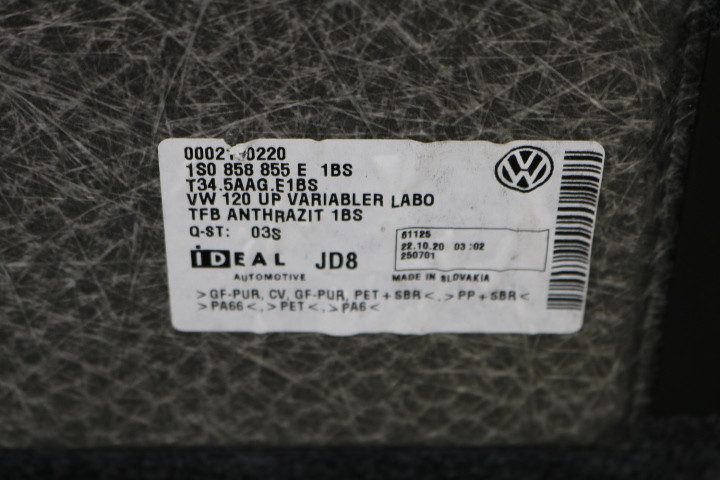 1S0 858 855 E 1BS
T34.5AAG.E1BS
VW 120 UP VARIABLER LABO
TFB ANTHRAZIT 1BS
Q-ST: 03S
61125
22.10.20 03:02
250701
iDEAL JD8
AUTOMOTIVE
MADE IN SLOVAKIA
>GF-PUR, CV, GF-PUR, PET+SBR<,>PP+SBR<
>PA66<,>PET<,>PA6<